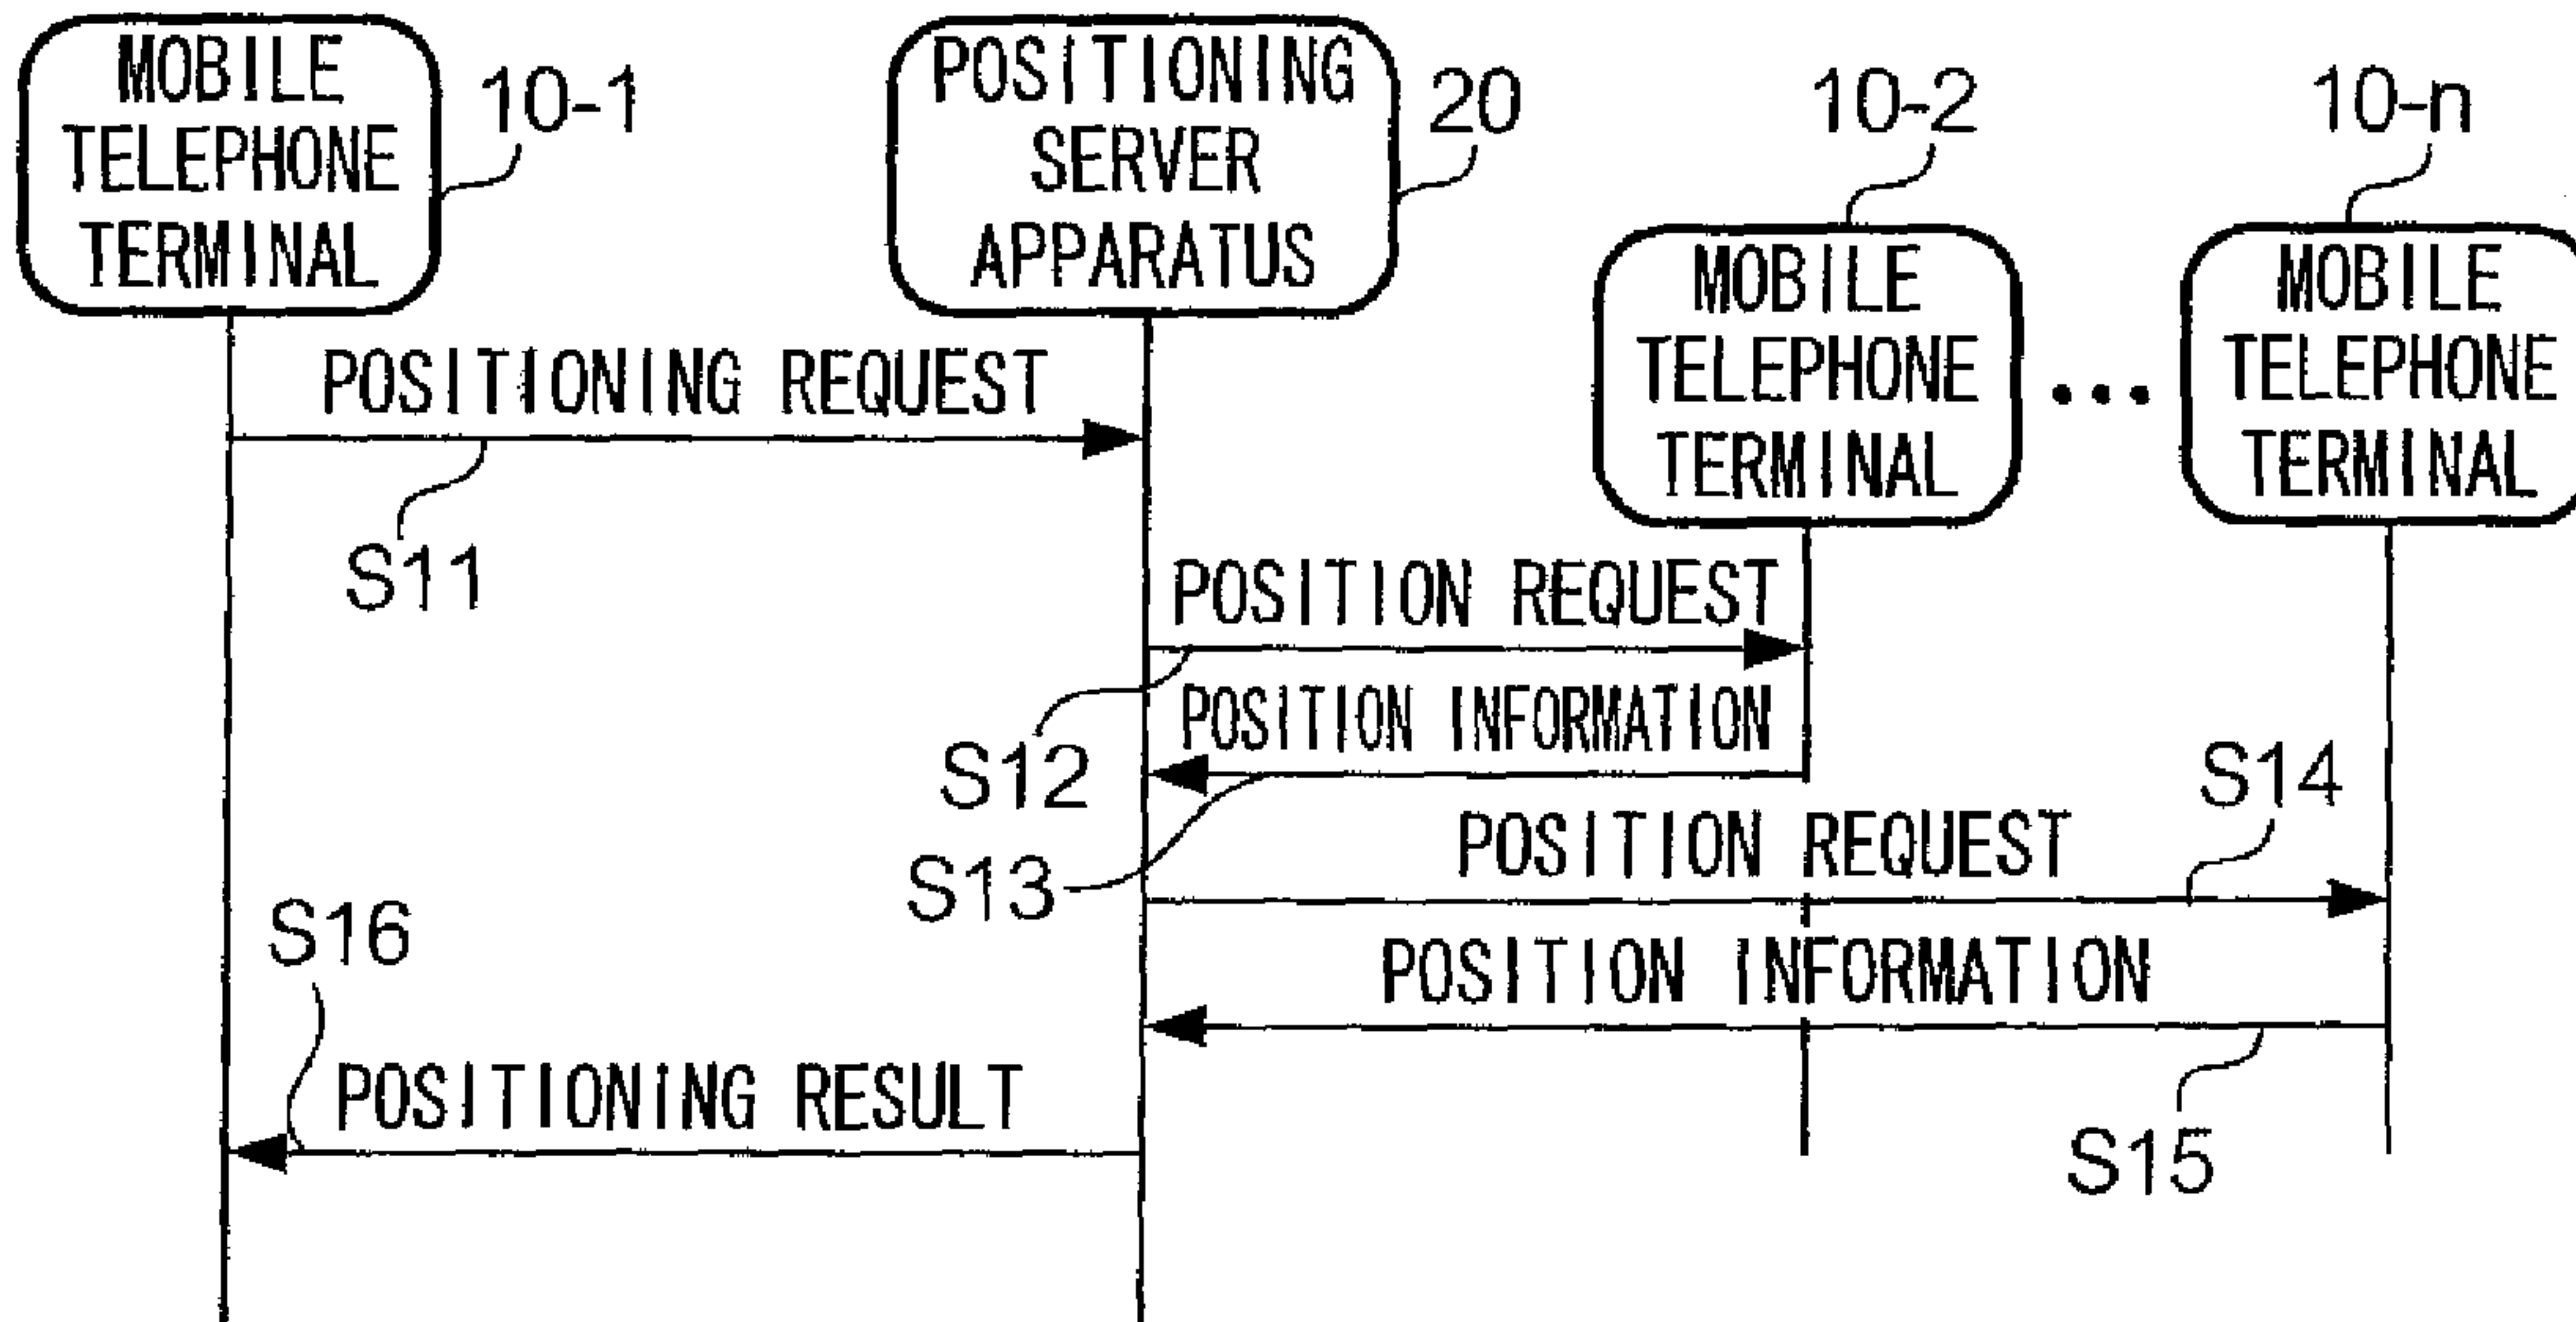 MOBILE
TELEPHONE
TERMINAL
10-1
POSITIONING
SERVER
APPARATUS
20
10-2
MOBILE
TELEPHONE
TERMINAL
...
10-n
MOBILE
TELEPHONE
TERMINAL
POSITIONING REQUEST
S11
POSITION REQUEST
S12
POSITION INFORMATION
S13
POSITION REQUEST
S14
POSITION INFORMATION
S15
POSITIONING RESULT
S16